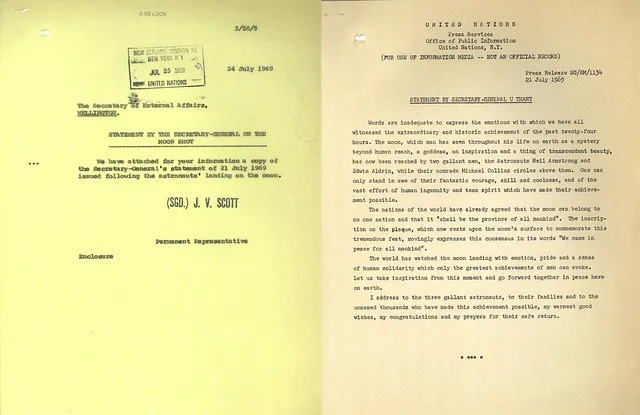 AVB:JCW
3/58/5
NEW ZEALAND MISSION TO
NEW YORK N Y
JUL 25 1969
UNITED NATIONS
24 July 1969
The Secretary of External Affairs,
WELLINGTON.
STATEMENT BY THE SECRETARY-GENERAL ON THE
MOON SHOT
...
We have attached for your information a copy of
the Secretary-General's statement of 21 July 1969
issued following the astronauts' landing on the moon.
(SGD.) J. V. SCOTT
Permanent Representative
Enclosure
UNITED NATIONS
Press Services
Office of Public Information
United Nations, N.Y.
(FOR USE OF INFORMATION MEDIA -- NOT AN OFFICIAL RECORD)
Press Release SG/SM/1134
21 July 1969
STATEMENT BY SECRETARY-GENERAL U THANT
Words are inadequate to express the emotions with which we have all
witnessed the extraordinary and historic achievement of the past twenty-four
hours. The moon, which man has seen throughout his life on earth as a mystery
beyond human reach, a goddess, an inspiration and a thing of transcendent beauty,
has now been reached by two gallant men, the Astronauts Neil Armstrong and
Edwin Aldrin, while their comrade Michael Collins circles above them. One can
only stand in awe of their fantastic courage, skill and coolness, and of the
vast effort of human ingenuity and team spirit which have made their achieve-
ment possible.
The nations of the world have already agreed that the moon can belong to
no one nation and that it "shall be the province of all mankind". The inscrip-
tion on the plaque, which now rests upon the moon's surface to commemorate this
tremendous feat, movingly expresses this consensus in its words "We came in
peace for all mankind".
The world has watched the moon landing with emotion, pride and a sense
of human solidarity which only the greatest achievements of men can evoke.
Let us take inspiration from this moment and go forward together in peace here
on earth.
I address to the three gallant astronauts, to their families and to the
unnamed thousands who have made this achievement possible, my warmest good
wishes, my congratulations and my prayers for their safe return.
* *** *